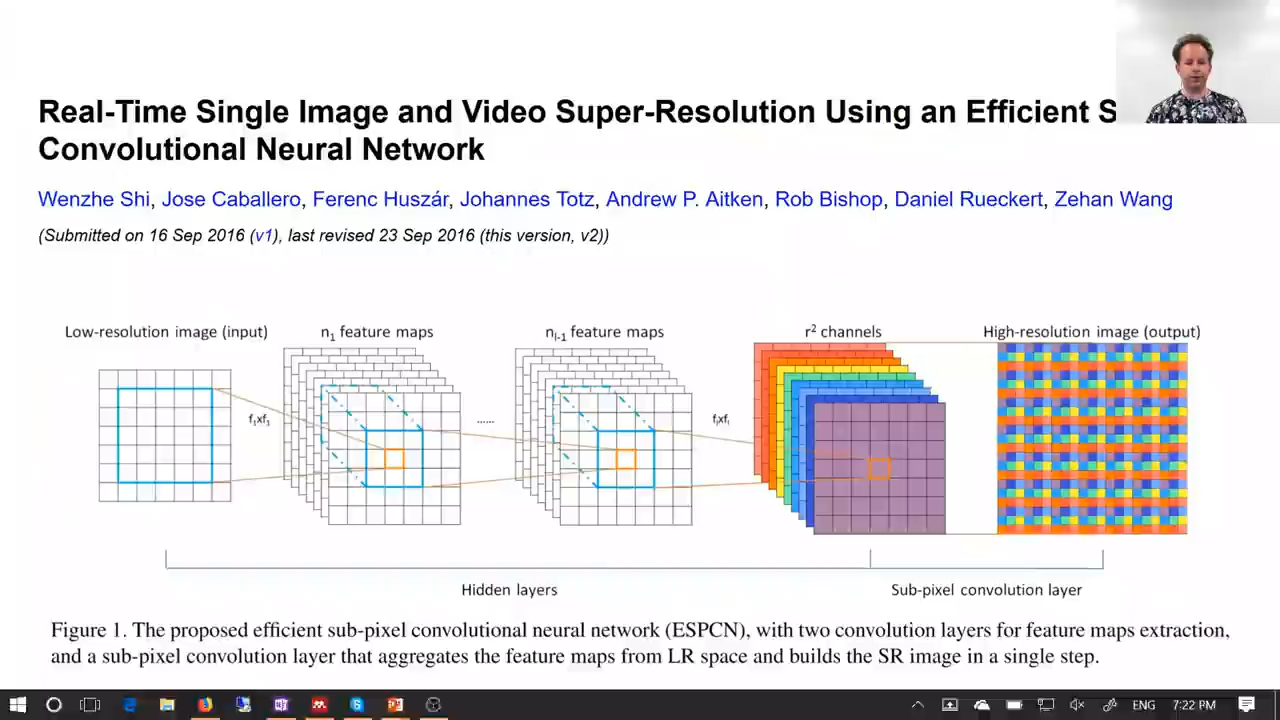 Real-Time Single Image and Video Super-Resolution Using an Efficient S
Convolutional Neural Network
Wenzhe Shi, Jose Caballero, Ferenc Huszár, Johannes Totz, Andrew P. Aitken, Rob Bishop, Daniel Rueckert, Zehan Wang
(Submitted on 16 Sep 2016 (v1), last revised 23 Sep 2016 (this version, v2))
Low-resolution image (input)
n₁ feature maps
nₗ₋₁ feature maps
r² channels
High-resolution image (output)
f₁xf₁
......
fₗxfₗ
Hidden layers
Sub-pixel convolution layer
Figure 1. The proposed efficient sub-pixel convolutional neural network (ESPCN), with two convolution layers for feature maps extraction,
and a sub-pixel convolution layer that aggregates the feature maps from LR space and builds the SR image in a single step.
ENG 7:22 PM